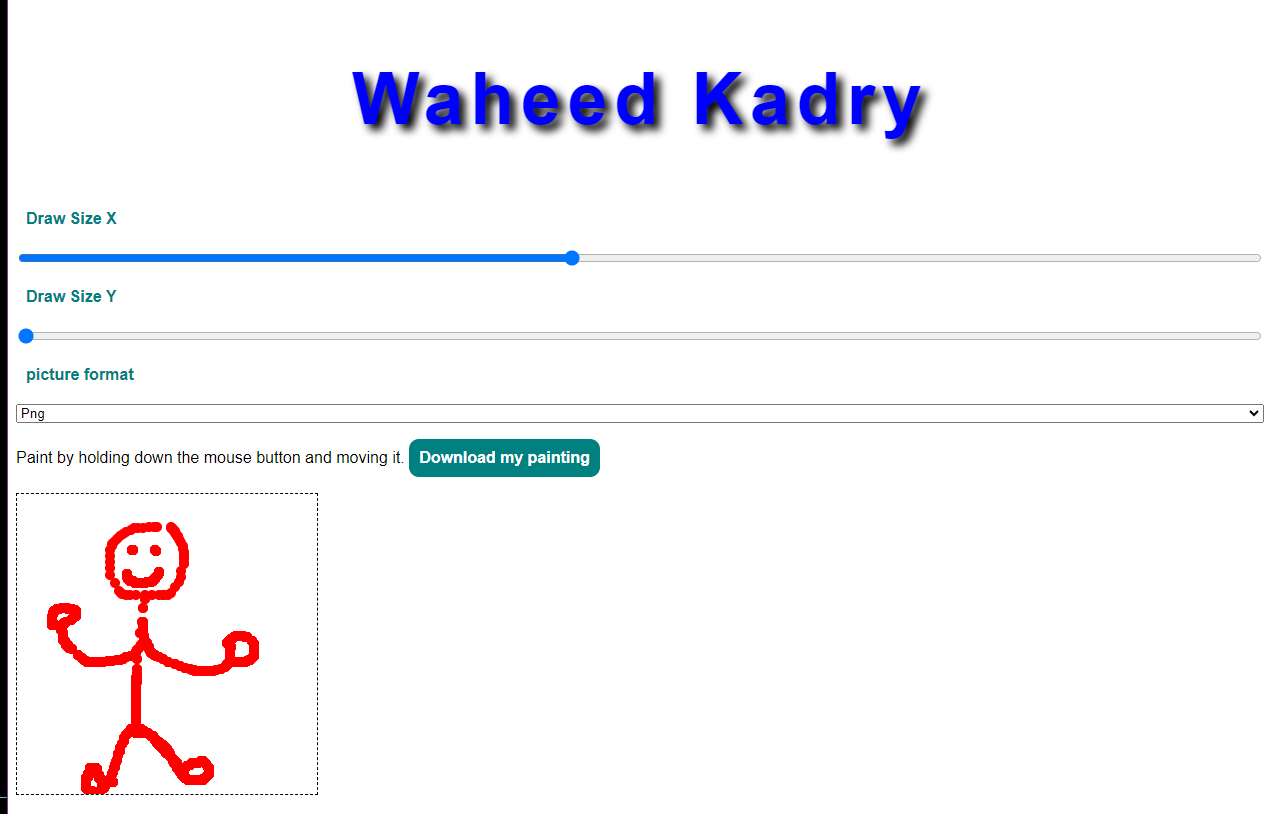 Waheed Kadry
Draw Size X
Draw Size Y
picture format
Png
Paint by holding down the mouse button and moving it. Download my painting